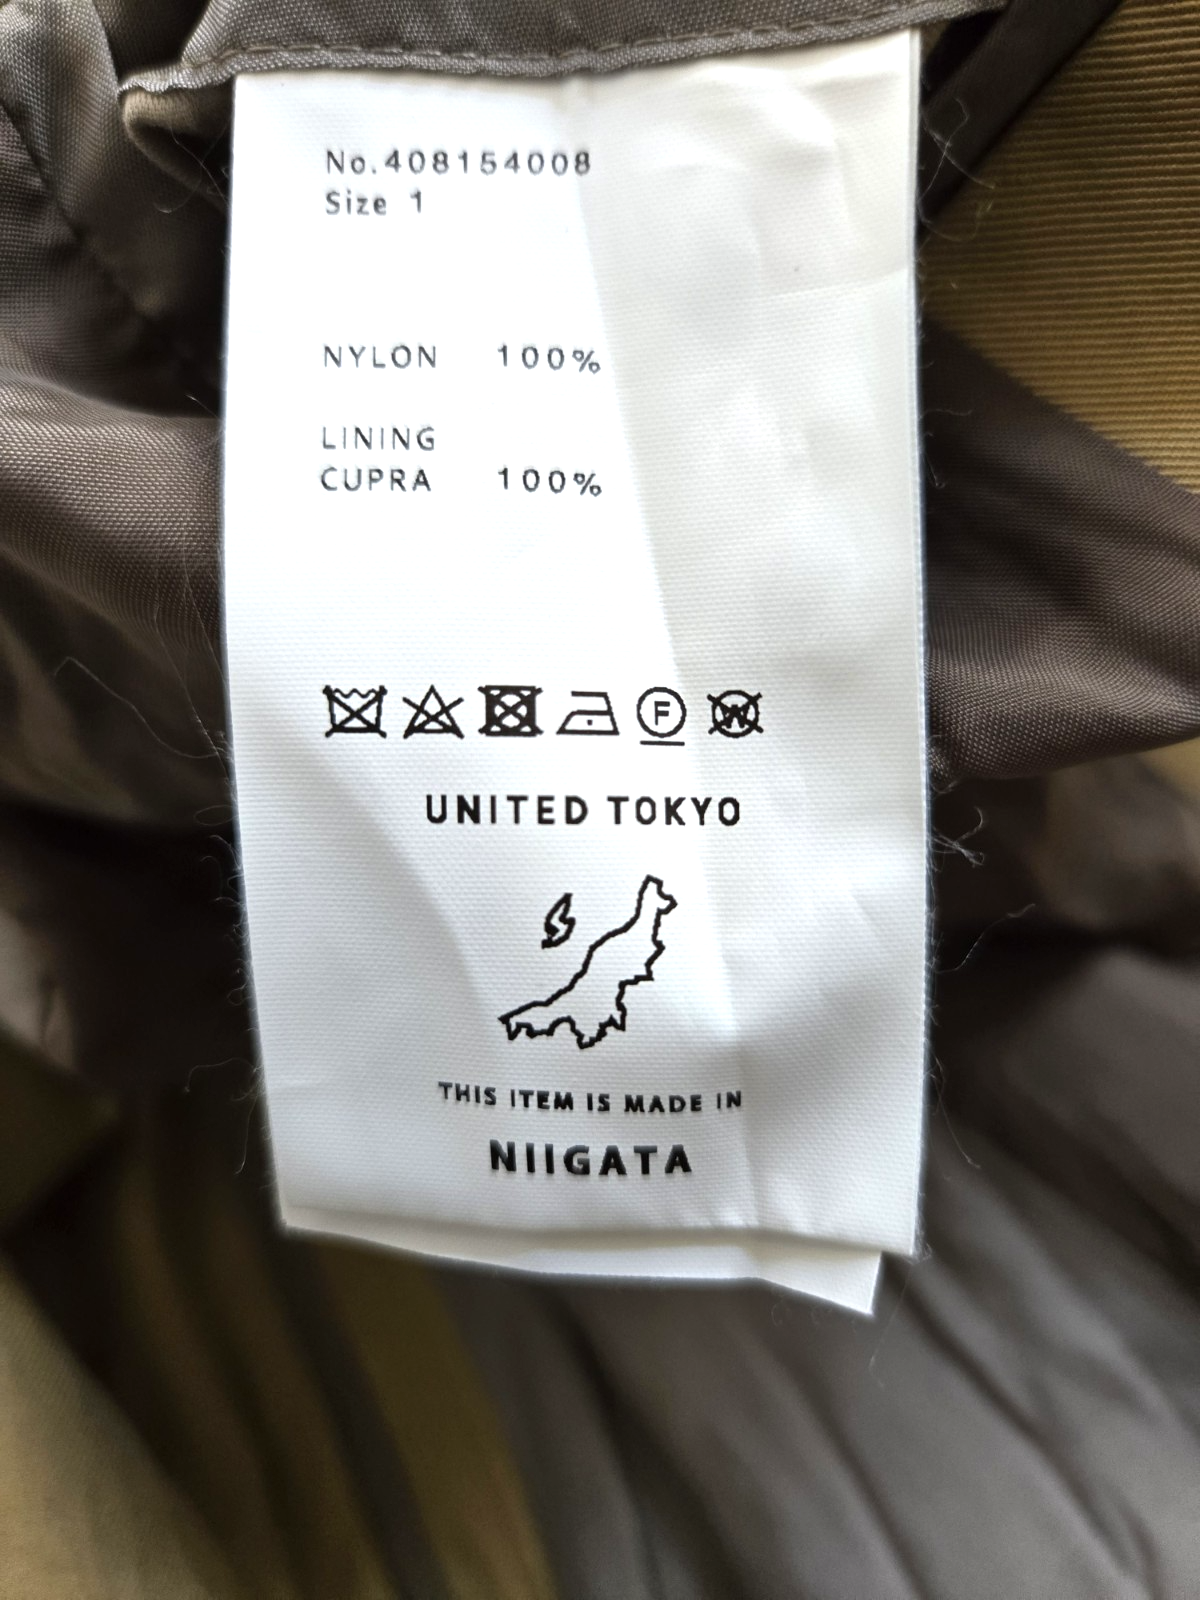 No.408154008
Size 1
NYLON 100%
LINING
CUPRA 100%
F W
UNITED TOKYO
THIS ITEM IS MADE IN
NIIGATA